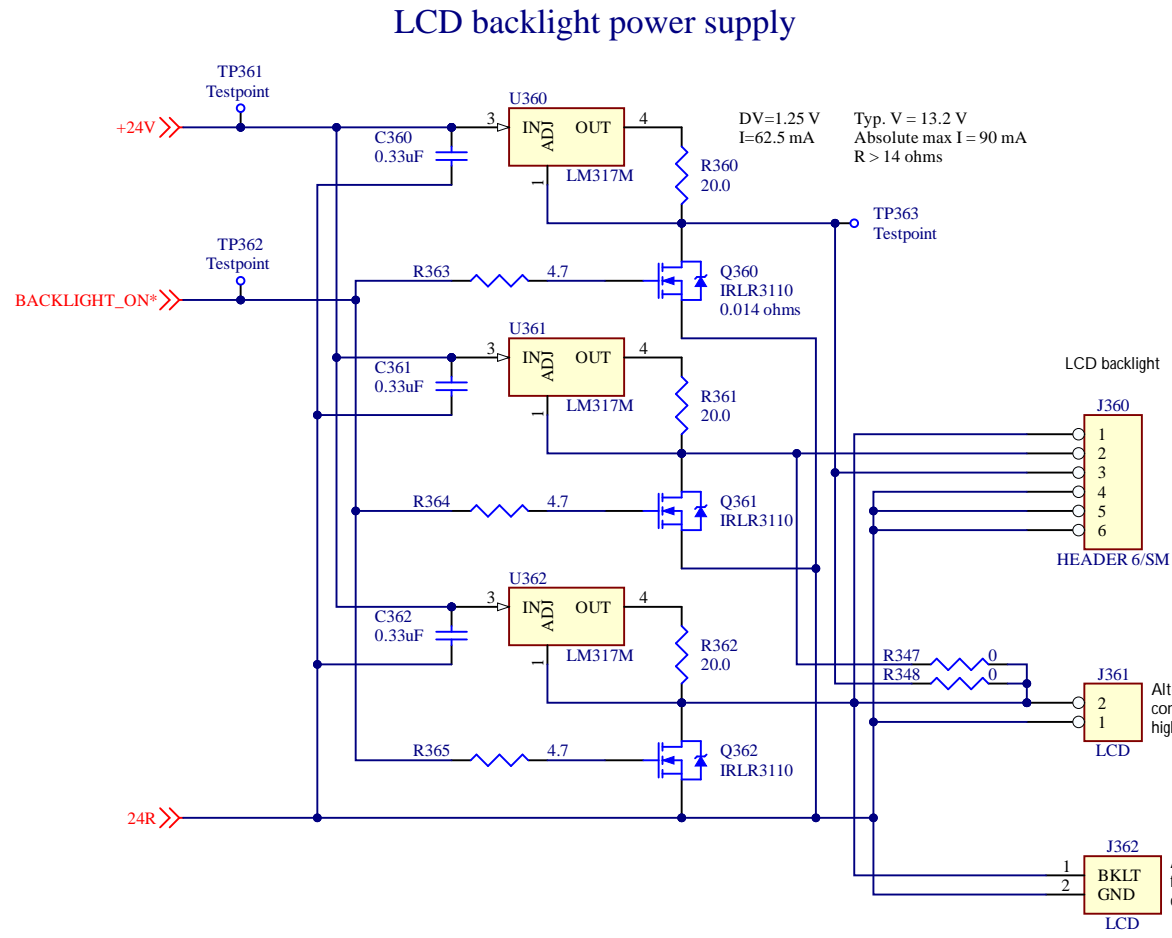 LCD backlight power supply
TP361
Testpoint
+24V
C360
0.33uF
3
U360
IN
OUT
ADJ
4
1
LM317M
R360
20.0
DV=1.25 V
I=62.5 mA
Typ. V = 13.2 V
Absolute max I = 90 mA
R > 14 ohms
TP363
Testpoint
TP362
Testpoint
BACKLIGHT_ON*
R363
4.7
Q360
IRLR3110
0.014 ohms
C361
0.33uF
3
U361
IN
OUT
ADJ
4
1
LM317M
R361
20.0
LCD backlight
J360
1
2
3
4
5
6
HEADER 6/SM
R364
4.7
Q361
IRLR3110
C362
0.33uF
3
U362
IN
OUT
ADJ
4
1
LM317M
R362
20.0
R347
0
R348
0
J361
2
1
LCD
Alt
con
high
R365
4.7
Q362
IRLR3110
24R
J362
1
BKLT
2
GND
LCD